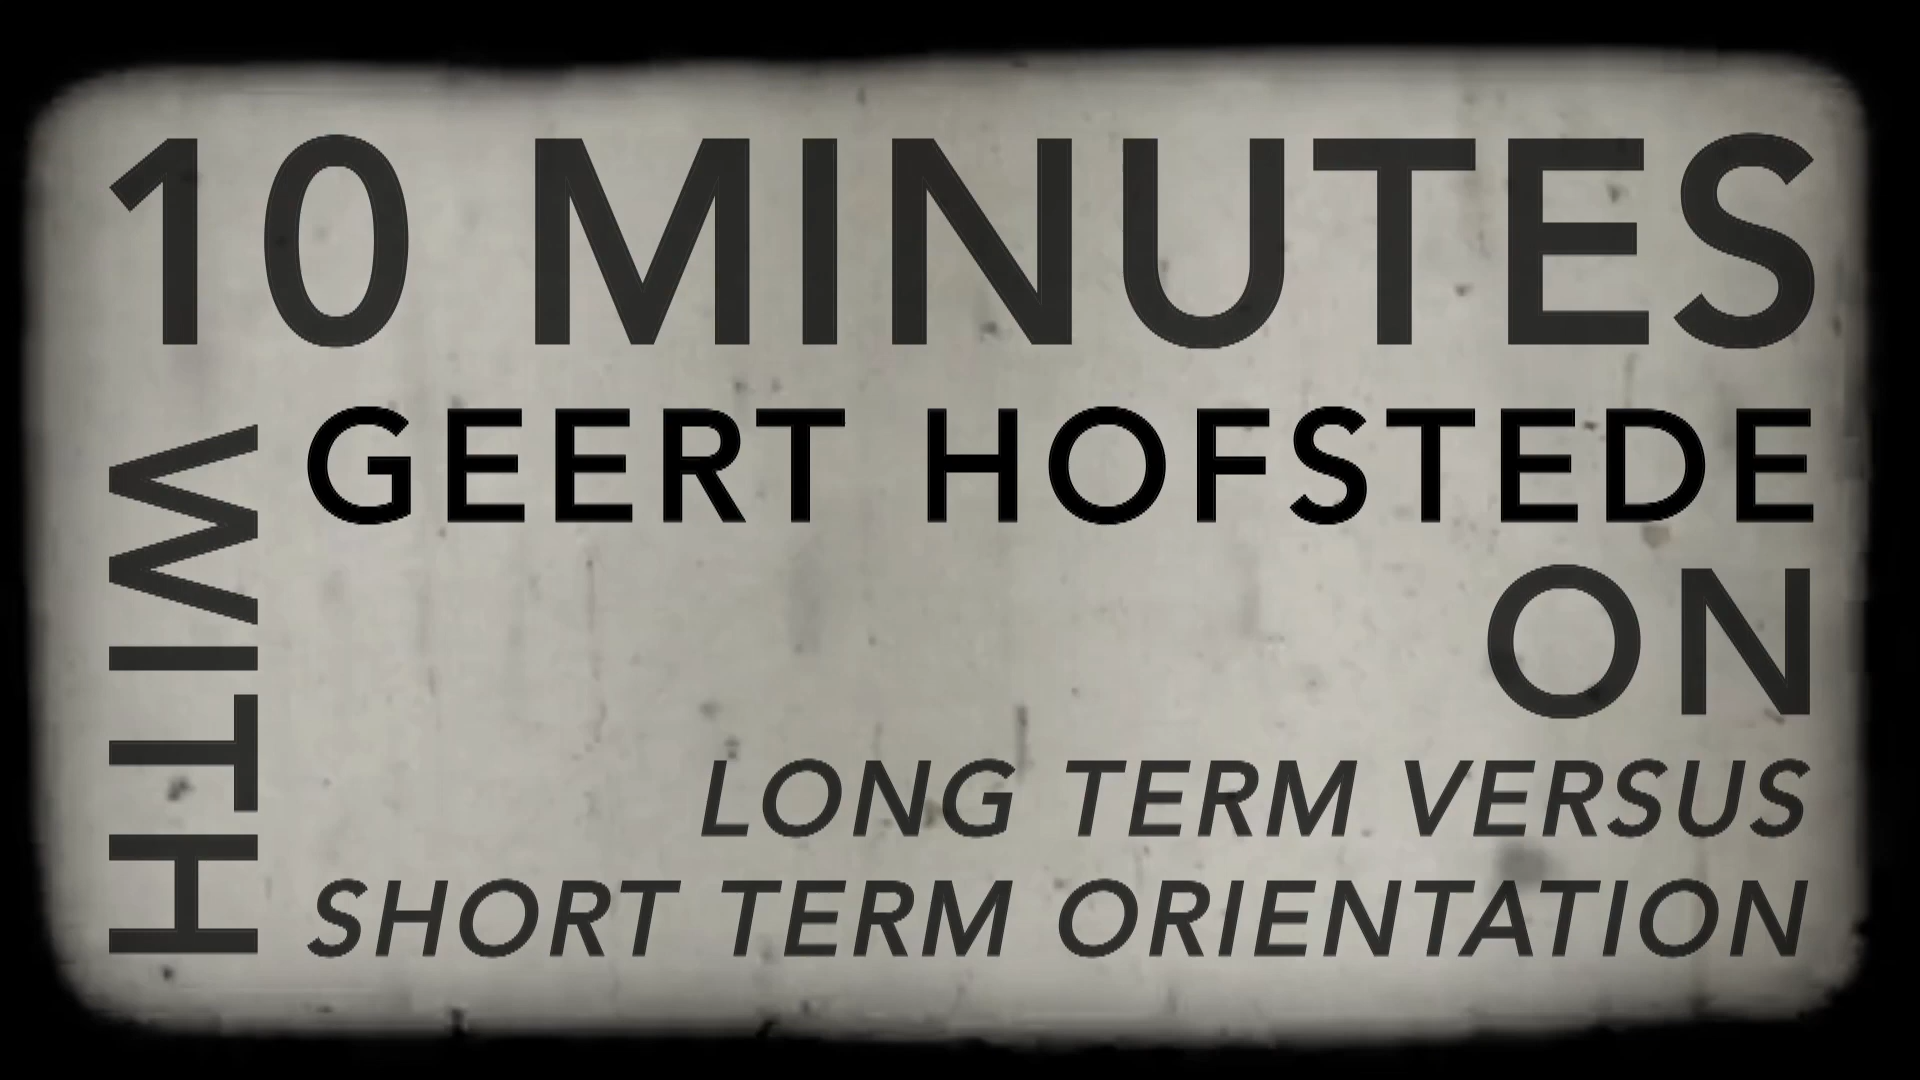 10 MINUTES
WITH
GEERT HOFSTEDE
ON
LONG TERM VERSUS
SHORT TERM ORIENTATION